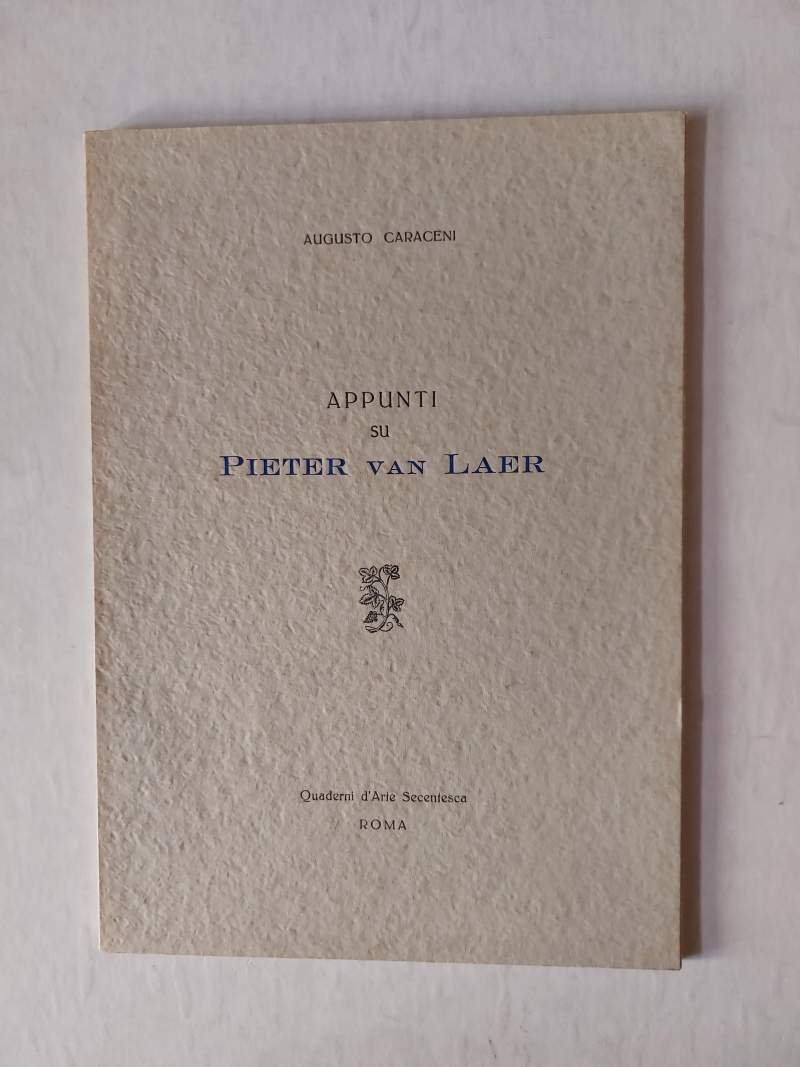 AUGUSTO CARACENI
APPUNTI
SU
PIETER VAN LAER
Quaderni d'Arte Secentesca
ROMA